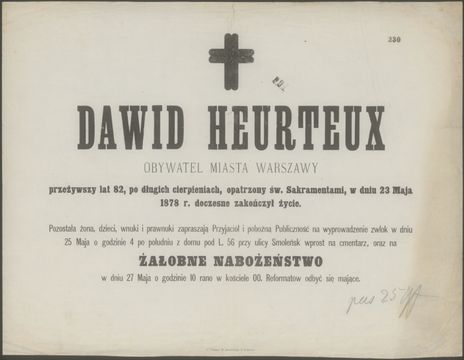 230
DAWID HEURTEUX
OBYWATEL MIASTA WARSZAWY
przeżywszy lat 82, po długich cierpieniach, opatrzony św. Sakramentami, w dniu 23 Maja
1878 r. doczesne zakończył życie.
Pozostała żona, dzieci, wnuki i prawnuki zapraszają Przyjaciół i pobożną Publiczność na wyprowadzenie zwłok w dniu
25 Maja o godzinie 4 po południu z domu pod L. 56 przy ulicy Smoleńsk wprost na cmentarz, oraz na
ŻAŁOBNE NABOŻEŃSTWO
w dniu 27 Maja o godzinie 10 rano w kościele OO. Reformatów odbyć się mające.